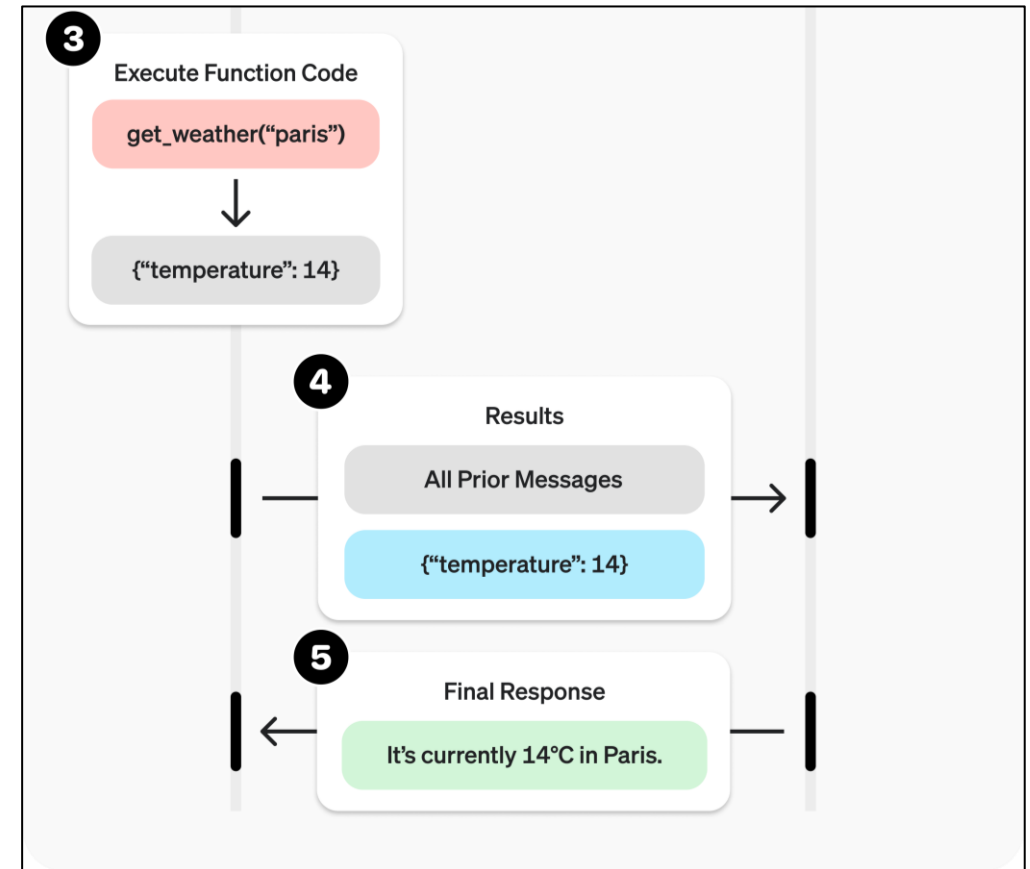 3
Execute Function Code
get_weather(“paris”)
{“temperature”: 14}
4
Results
All Prior Messages
{“temperature”: 14}
5
Final Response
It’s currently 14°C in Paris.